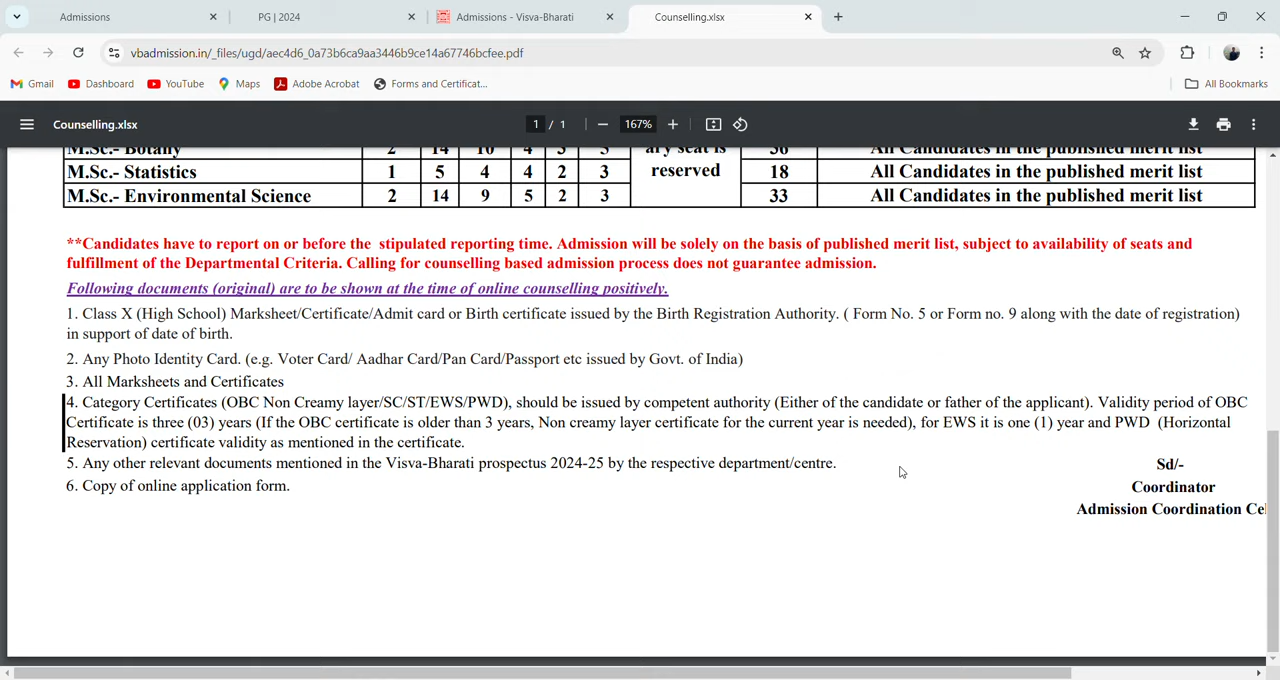 Admissions
PG | 2024
Admissions - Visva-Bharati
Counselling.xlsx
vbadmission.in/_files/ugd/aec4d6_0a73b6ca9aa3446b9ce14a67746bcfee.pdf
Gmail
Dashboard
YouTube
Maps
Adobe Acrobat
Forms and Certificat...
All Bookmarks
Counselling.xlsx
1 / 1
167%
M.Sc.- Botany 2 14 10 4 3 3 ary seat is 36 All Candidates in the published merit list
M.Sc.- Statistics 1 5 4 4 2 3 reserved 18 All Candidates in the published merit list
M.Sc.- Environmental Science 2 14 9 5 2 3 33 All Candidates in the published merit list
**Candidates have to report on or before the stipulated reporting time. Admission will be solely on the basis of published merit list, subject to availability of seats and
fulfillment of the Departmental Criteria. Calling for counselling based admission process does not guarantee admission.
Following documents (original) are to be shown at the time of online counselling positively.
1. Class X (High School) Marksheet/Certificate/Admit card or Birth certificate issued by the Birth Registration Authority. ( Form No. 5 or Form no. 9 along with the date of registration)
in support of date of birth.
2. Any Photo Identity Card. (e.g. Voter Card/ Aadhar Card/Pan Card/Passport etc issued by Govt. of India)
3. All Marksheets and Certificates
4. Category Certificates (OBC Non Creamy layer/SC/ST/EWS/PWD), should be issued by competent authority (Either of the candidate or father of the applicant). Validity period of OBC
Certificate is three (03) years (If the OBC certificate is older than 3 years, Non creamy layer certificate for the current year is needed), for EWS it is one (1) year and PWD (Horizontal
Reservation) certificate validity as mentioned in the certificate.
5. Any other relevant documents mentioned in the Visva-Bharati prospectus 2024-25 by the respective department/centre.
6. Copy of online application form.
Sd/-
Coordinator
Admission Coordination Cel